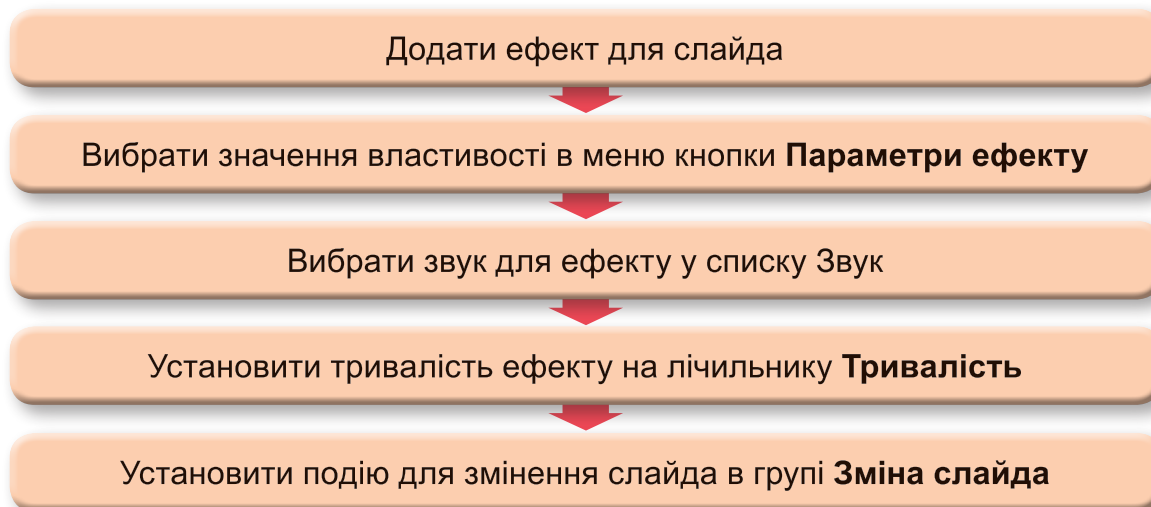 Додати ефект для слайда
Вибрати значення властивості в меню кнопки Параметри ефекту
Вибрати звук для ефекту у списку Звук
Установити тривалість ефекту на лічильнику Тривалість
Установити подію для змінення слайда в групі Зміна слайда